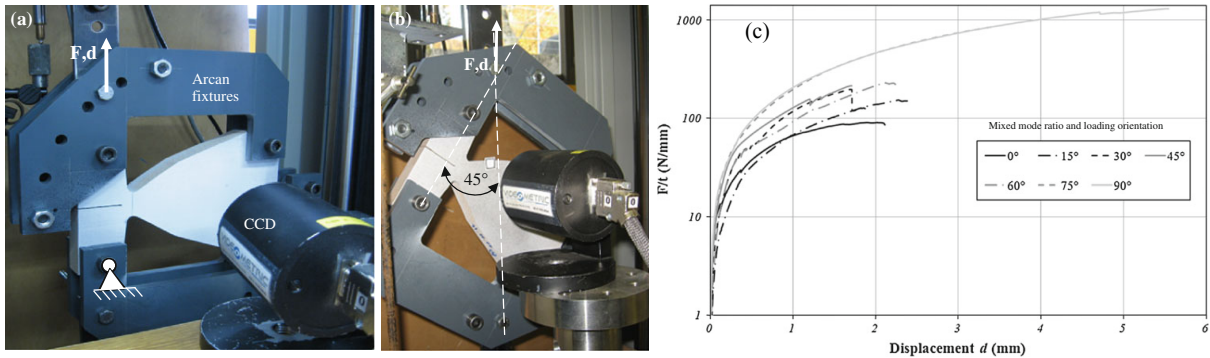 (a)
F,d
Arcan
fixtures
CCD
(b)
F,d
45°
(c)
F/t (N/mm)
1000
100
10
1
Mixed mode ratio and loading orientation
0° 15° 30° 45°
60° 75° 90°
0 1 2 3 4 5 6
Displacement d (mm)